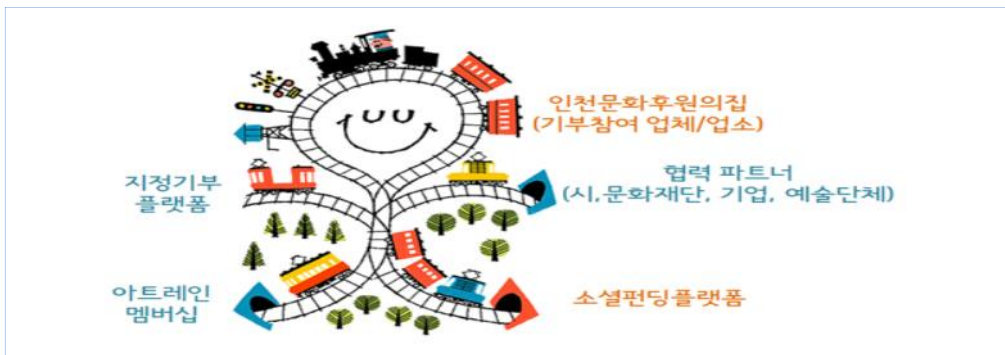 인천문화후원의집
(기부참여 업체/업소)
지정기부
플랫폼
협력 파트너
(시,문화재단, 기업, 예술단체)
아트레인
멤버십
소셜펀딩플랫폼